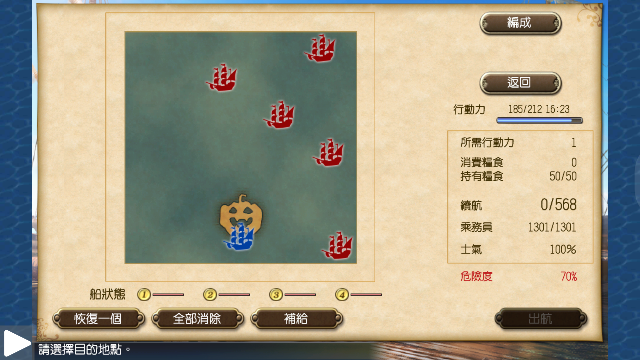 編成
返回
行動力 185/212 16:23
所需行動力 1
消費糧食 0
持有糧食 50/50
續航 0/568
乘務員 1301/1301
士氣 100%
危險度 70%
船狀態 1 2 3 4
恢復一個 全部消除 補給 出航
請選擇目的地點。